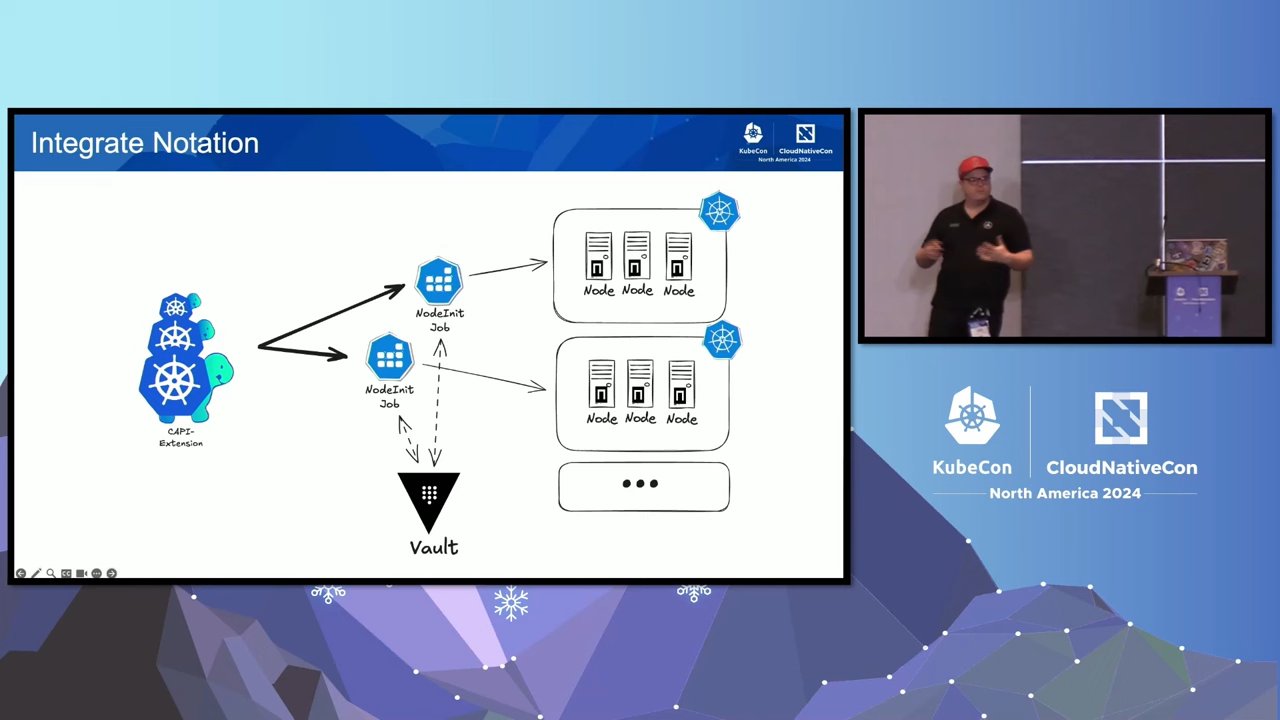 Integrate Notation
KubeCon
CloudNativeCon
North America 2024
NodeInit
Job
Node Node Node
NodeInit
Job
CAPI-
Extension
Node Node Node
Vault
KubeCon
CloudNativeCon
North America 2024